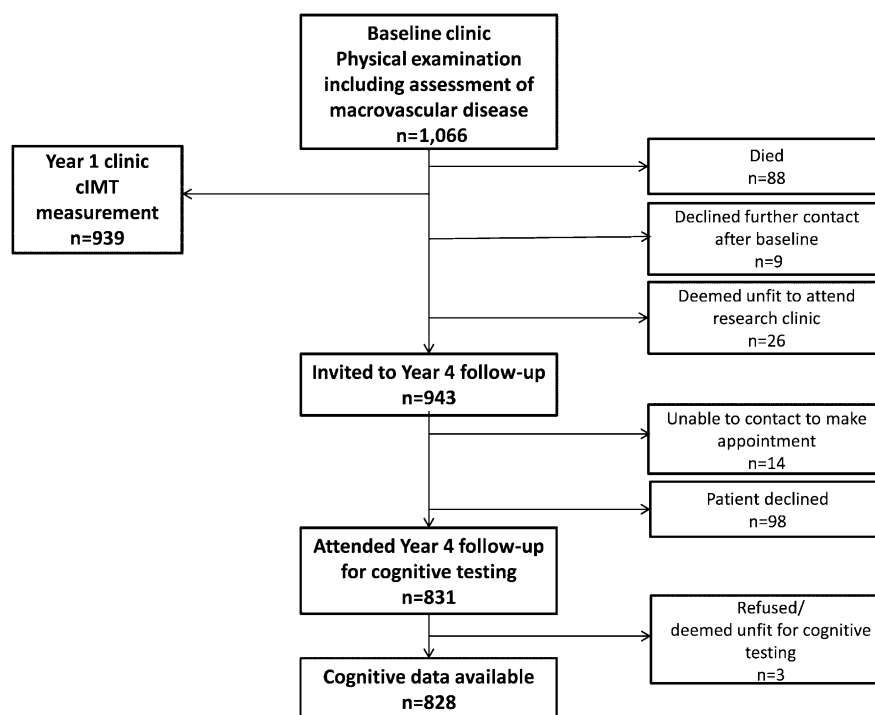 Baseline clinic
Physical examination
including assessment of
macrovascular disease
n=1,066
Year 1 clinic
cIMT
measurement
n=939
Died
n=88
Declined further contact
after baseline
n=9
Deemed unfit to attend
research clinic
n=26
Invited to Year 4 follow-up
n=943
Unable to contact to make
appointment
n=14
Patient declined
n=98
Attended Year 4 follow-up
for cognitive testing
n=831
Refused/
deemed unfit for cognitive
testing
n=3
Cognitive data available
n=828